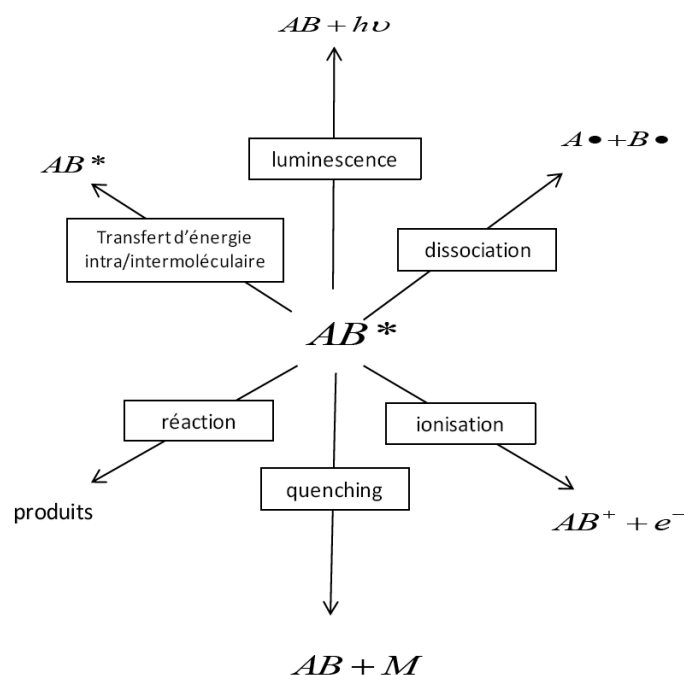 AB + hυ
luminescence
A• + B•
AB*
Transfert d’énergie
intra/intermoléculaire
dissociation
AB*
réaction
ionisation
quenching
produits
AB⁺ + e⁻
AB + M